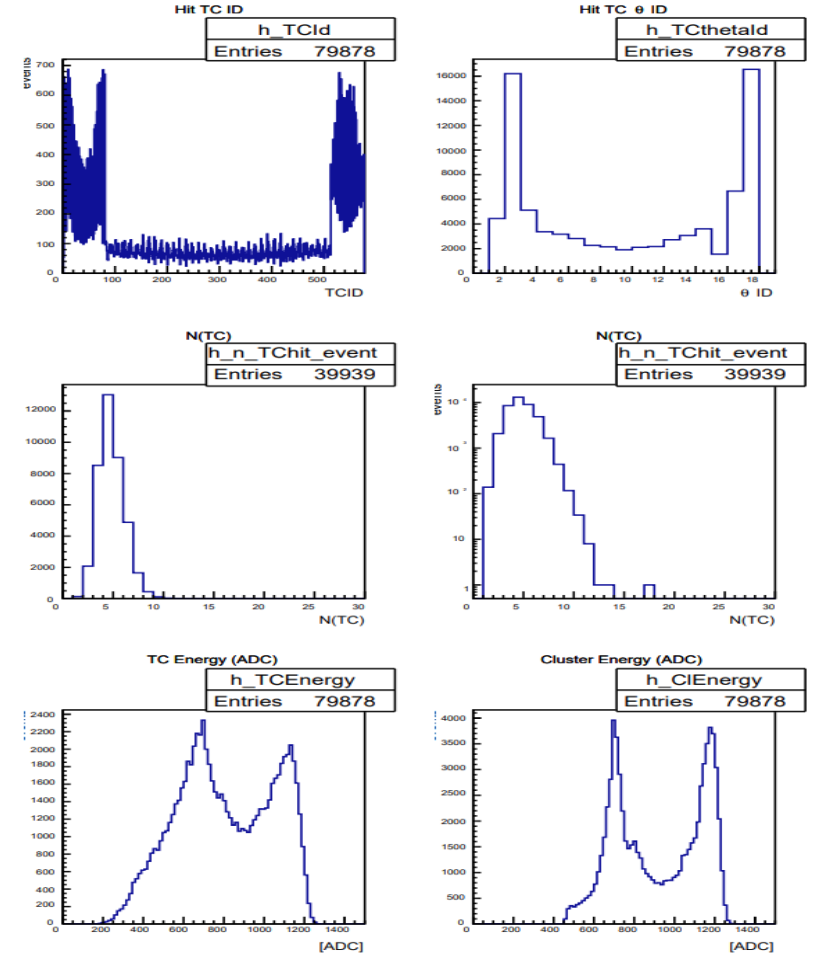 Hit TC ID
h_TCId
Entries 79878
events
700
600
500
400
300
200
100
0
0 100 200 300 400 500
TCID
Hit TC θ ID
h_TCthetaId
Entries 79878
16000
14000
12000
10000
8000
6000
4000
2000
0
0 2 4 6 8 10 12 14 16 18
θ ID
N(TC)
h_n_TChit_event
Entries 39939
12000
10000
8000
6000
4000
2000
0
0 5 10 15 20 25 30
N(TC)
N(TC)
h_n_TChit_event
Entries 39939
events
10
10
10
10
1
0 5 10 15 20 25 30
N(TC)
TC Energy (ADC)
h_TCEnergy
Entries 79878
2400
2200
2000
1800
1600
1400
1200
1000
800
600
400
200
0
0 200 400 600 800 1000 1200 1400
[ADC]
Cluster Energy (ADC)
h_ClEnergy
Entries 79878
4000
3500
3000
2500
2000
1500
1000
500
0
0 200 400 600 800 1000 1200 1400
[ADC]